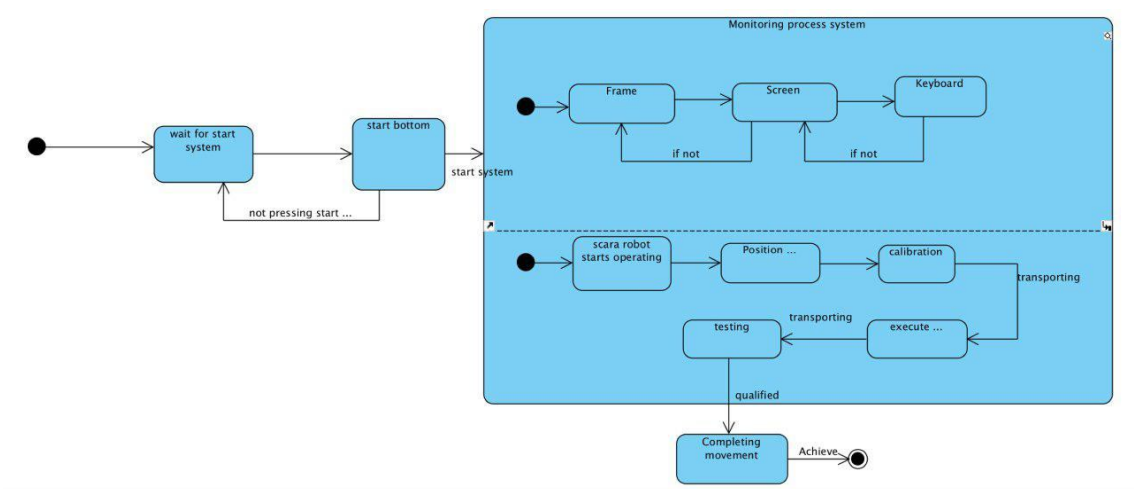 Monitoring process system
Frame
Screen
Keyboard
if not
if not
wait for start
system
start bottom
start system
not pressing start ...
scara robot
starts operating
Position ...
calibration
transporting
execute ...
transporting
testing
qualified
Completing
movement
Achieve